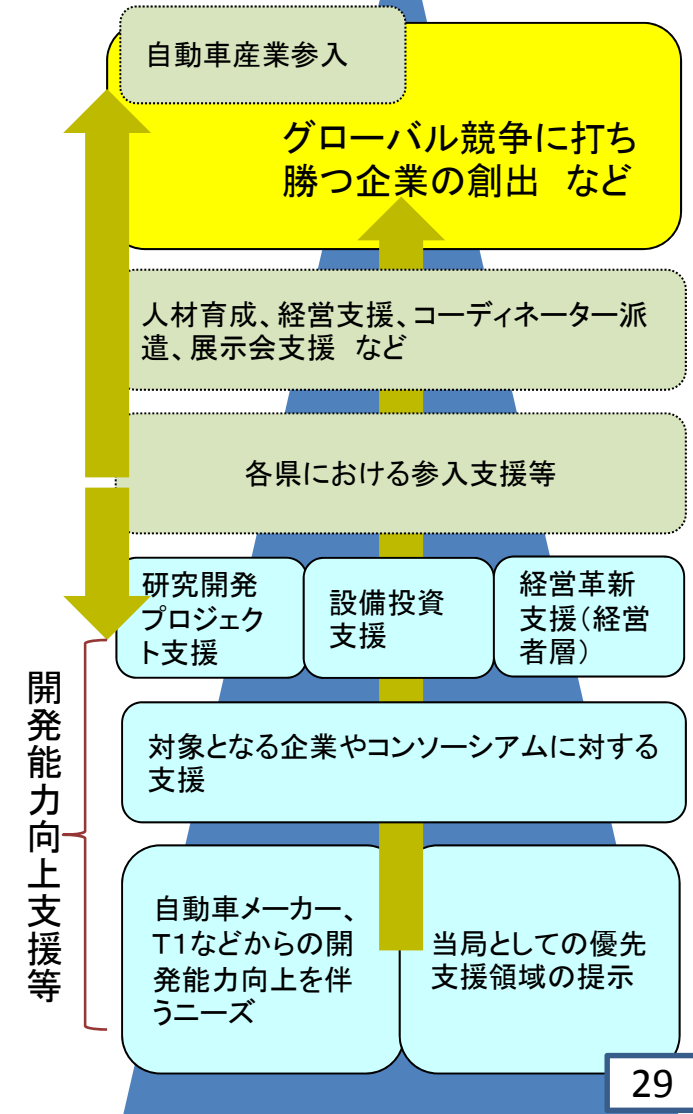 自動車産業参入
グローバル競争に打ち
勝つ企業の創出　など
人材育成、経営支援、コーディネーター派
遣、展示会支援　など
各県における参入支援等
研究開発
プロジェク
ト支援
設備投資
支援
経営革新
支援（経営
者層）
対象となる企業やコンソーシアムに対する
支援
開発能力向上支援等
自動車メーカー、
T1などからの開
発能力向上を伴
うニーズ
当局としての優先
支援領域の提示
29